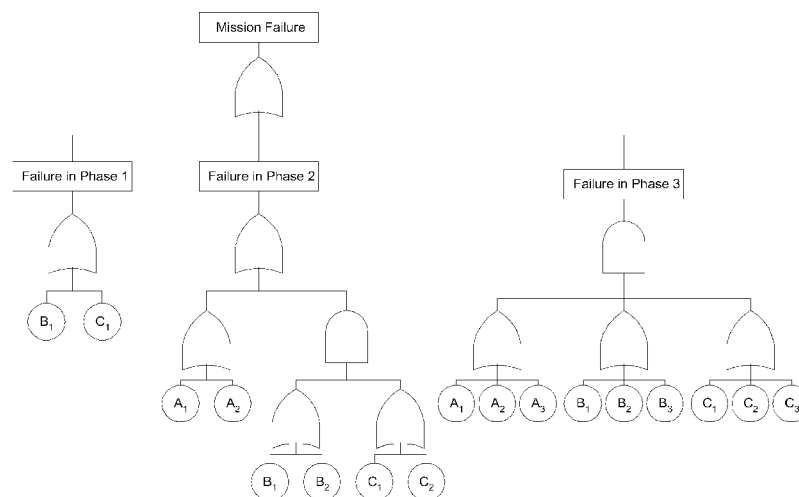 Mission Failure
Failure in Phase 1
Failure in Phase 2
Failure in Phase 3
B₁ C₁
A₁ A₂
A₁ A₂ A₃ B₁ B₂ B₃ C₁ C₂ C₃
B₁ B₂ C₁ C₂